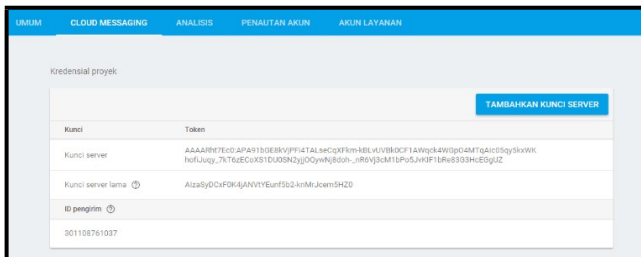 UMUM CLOUD MESSAGING ANALISIS PENAUTAN AKUN AKUN LAYANAN
Kredensial proyek
TAMBAHKAN KUNCI SERVER
Kunci Token
Kunci server
Kunci server lama
ID pengirim
301108761037